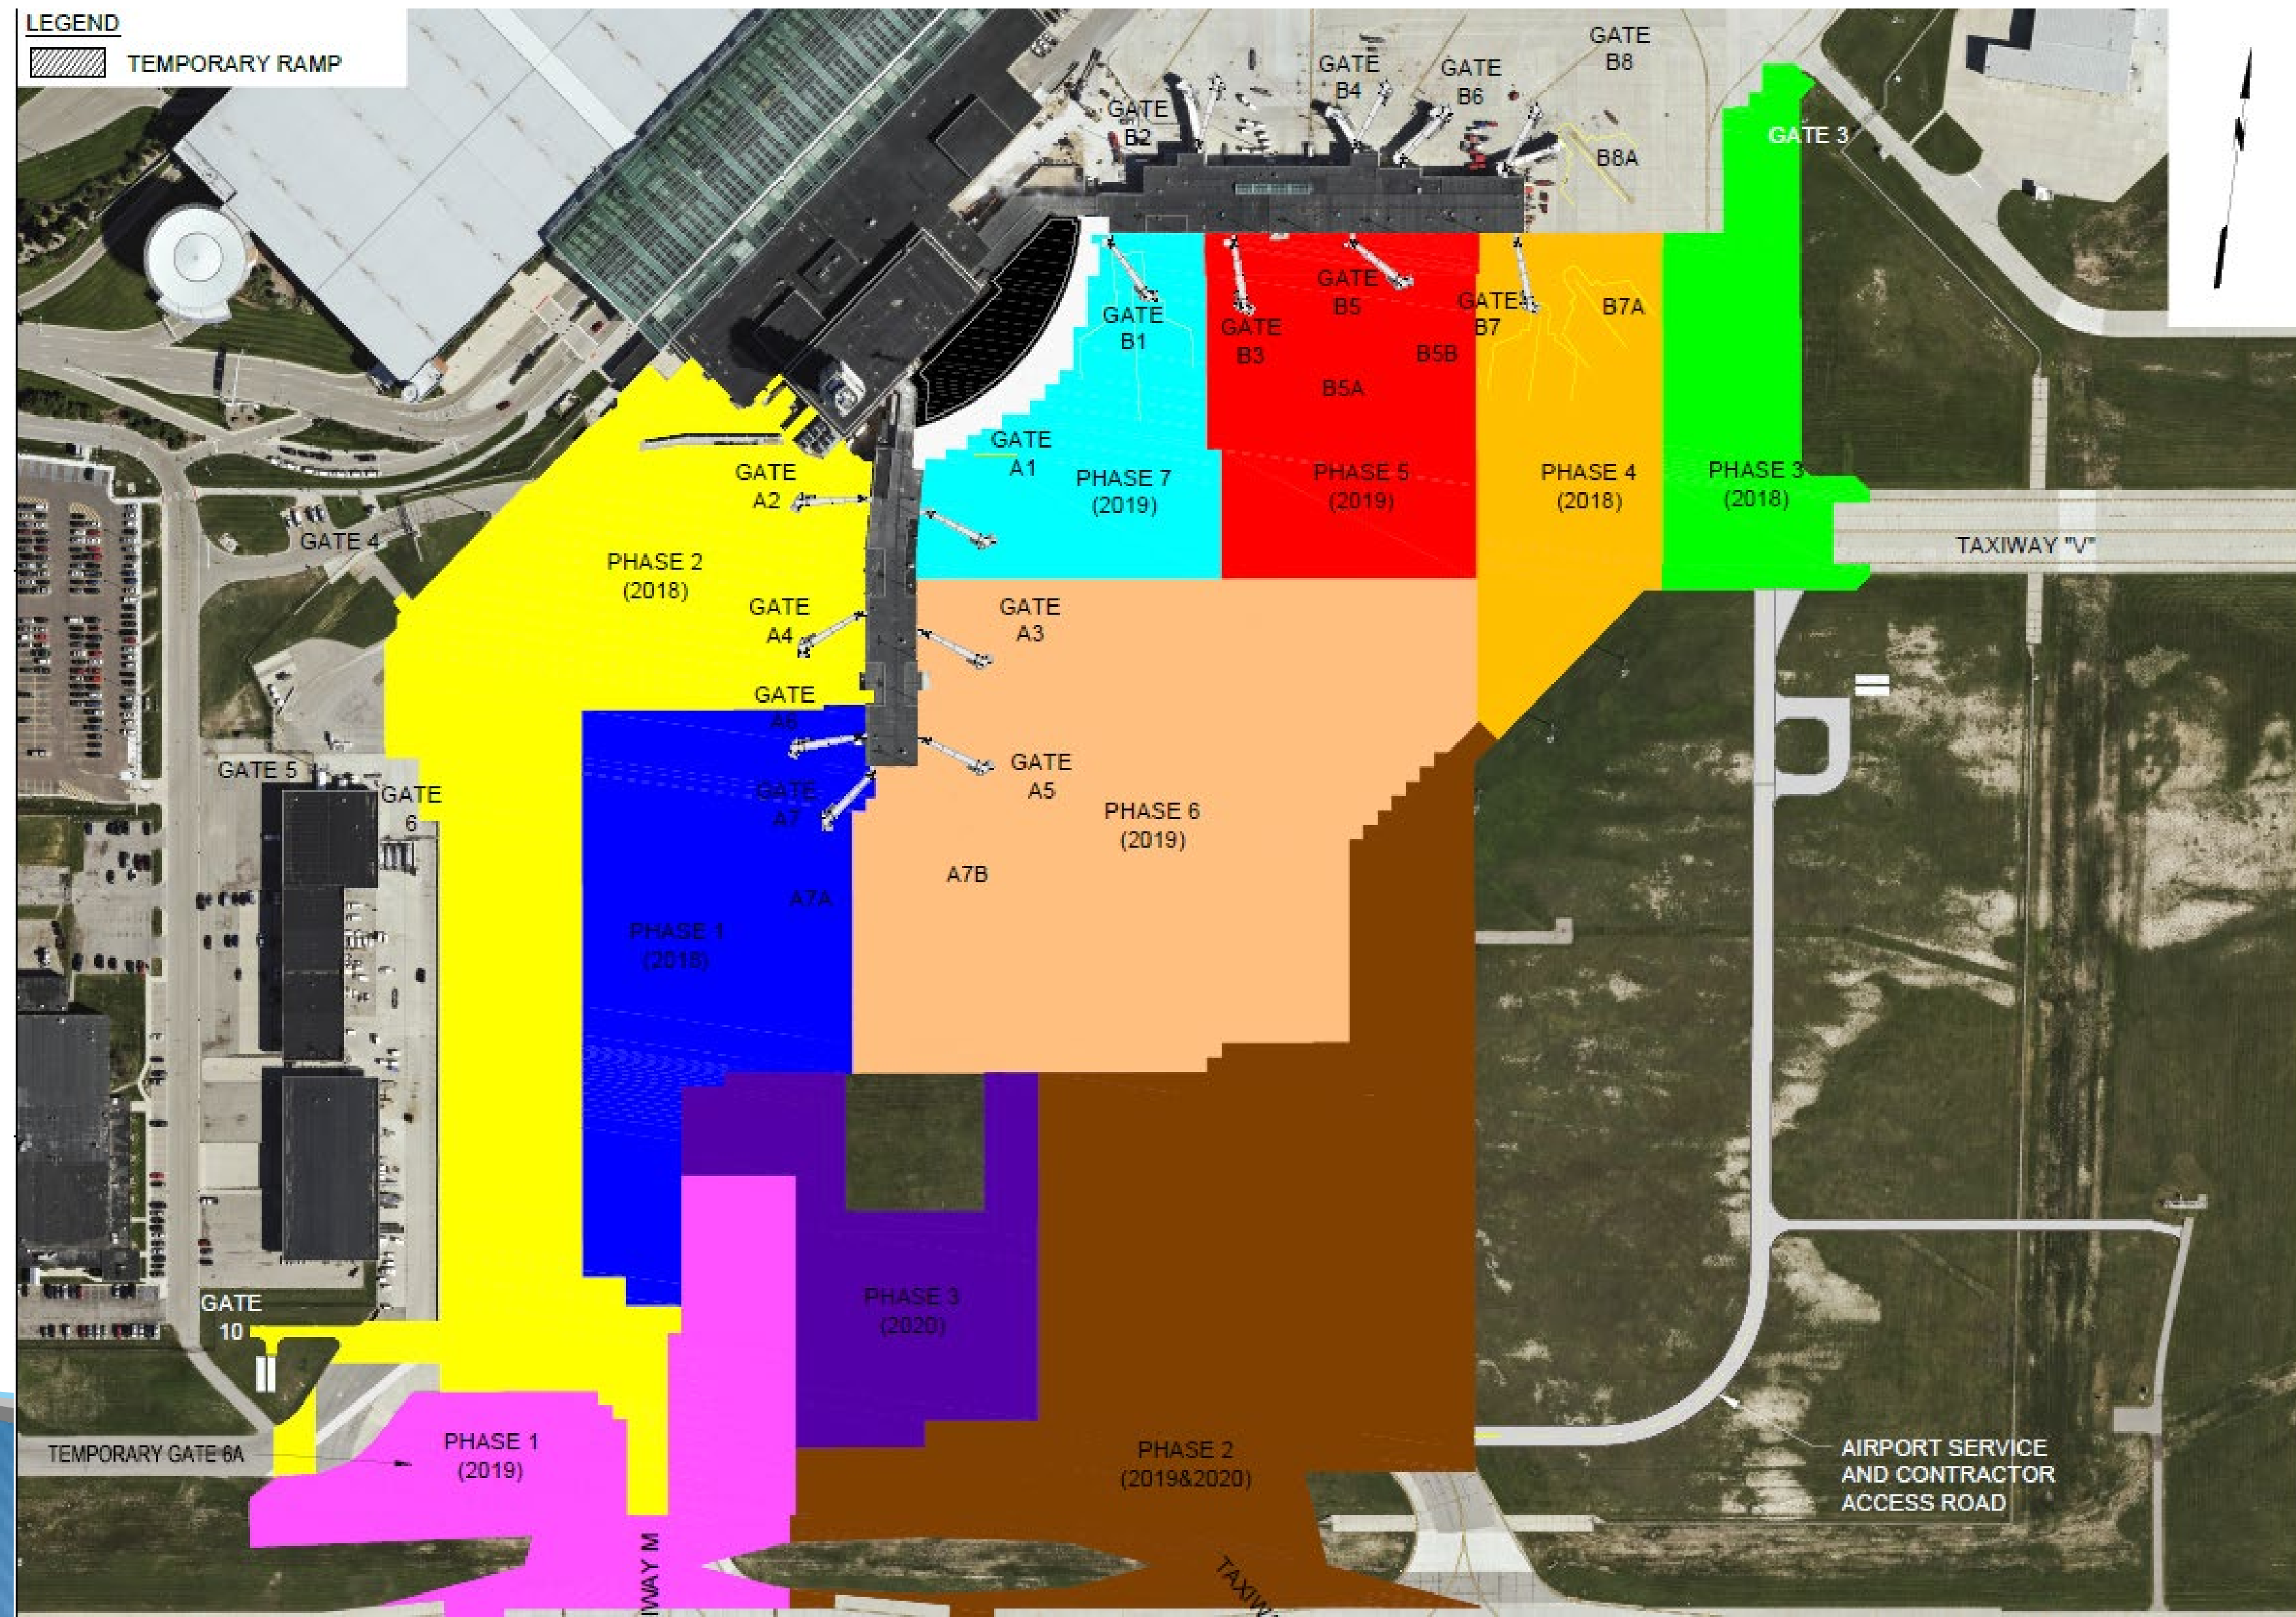 LEGEND
TEMPORARY RAMP
GATE
B8
GATE
B4
GATE
B6
GATE
B2
GATE 3
B8A
GATE
B1
GATE
B3
GATE
B5
GATE
B7
B7A
B5B
B5A
GATE
A1
GATE
A2
PHASE 7
(2019)
PHASE 5
(2019)
PHASE 4
(2018)
PHASE 3
(2018)
GATE 4
TAXIWAY "V"
PHASE 2
(2018)
GATE
A4
GATE
A3
GATE
A6
GATE 5
GATE
6
GATE
A7
GATE
A5
PHASE 6
(2019)
A7B
A7A
PHASE 1
(2018)
GATE
10
PHASE 3
(2020)
TEMPORARY GATE 6A
PHASE 1
(2019)
PHASE 2
(2019&2020)
AIRPORT SERVICE
AND CONTRACTOR
ACCESS ROAD